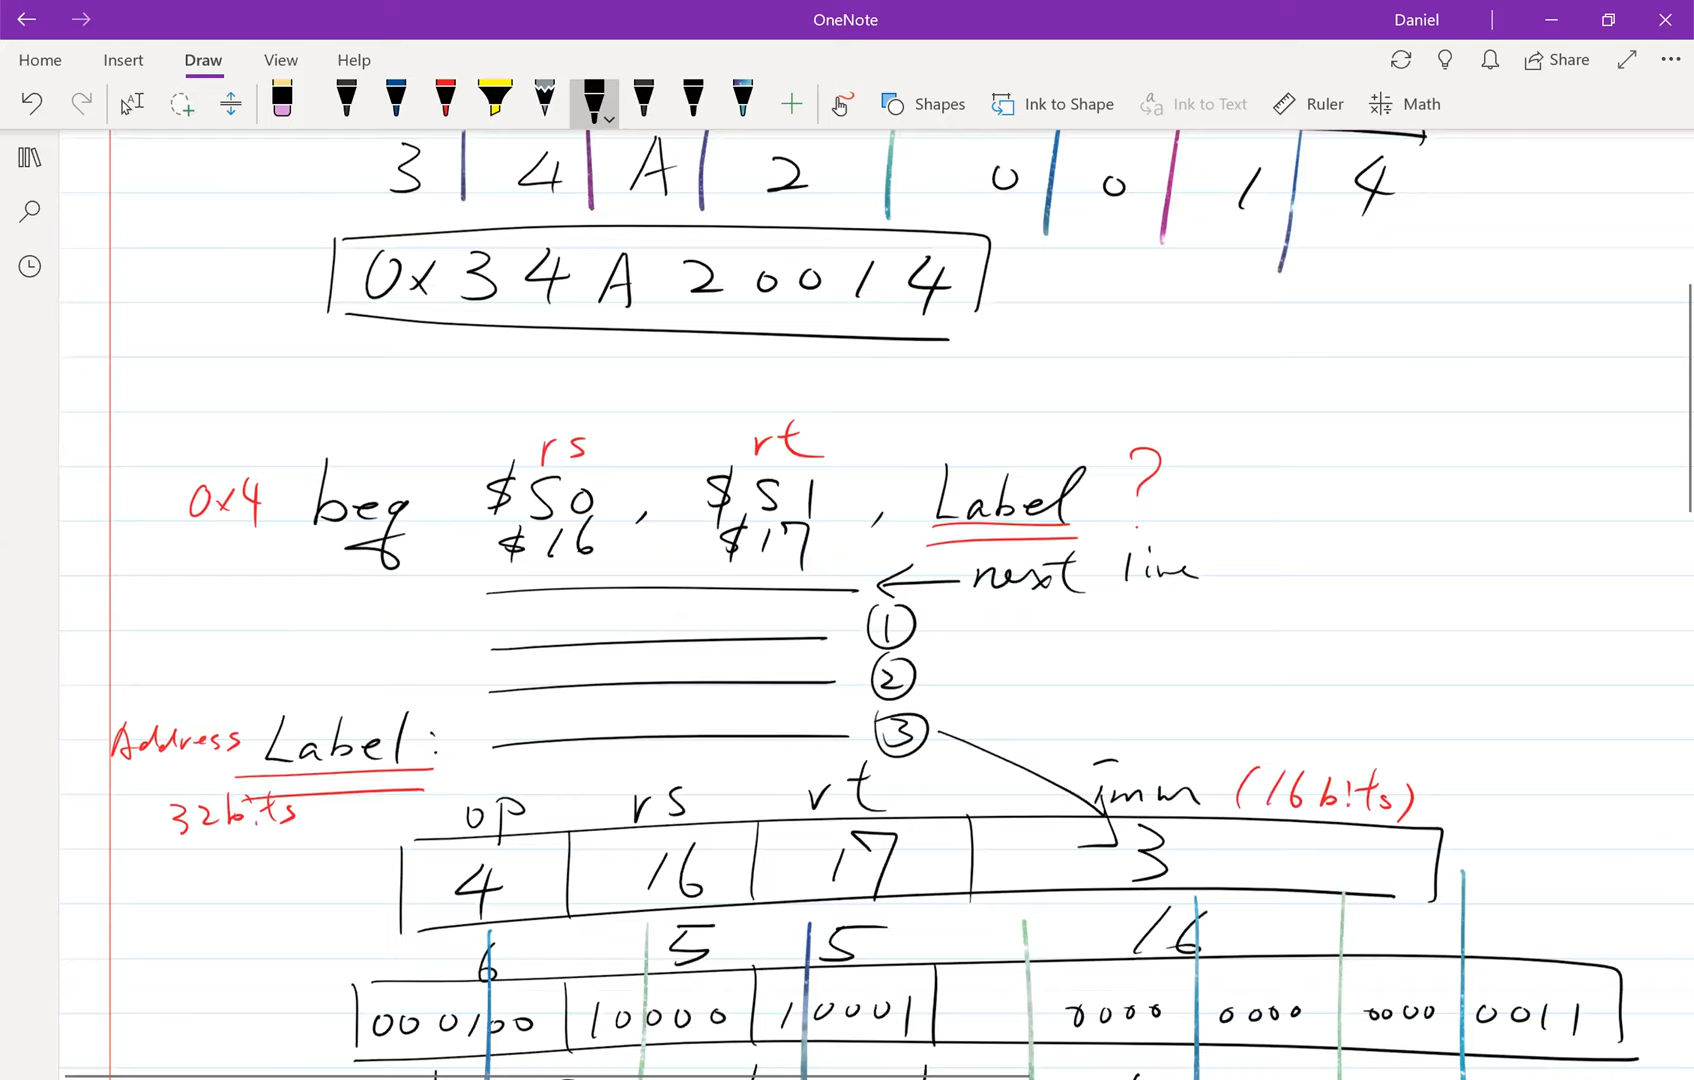 OneNote
Daniel
Home Insert Draw View Help
Share
Shapes Ink to Shape Ink to Text Ruler Math
3 4 A 2 0 0 1 4
0x34A20014
rs rt
0x4 beq $S0, $S1, Label ?
$16 $17
← next line
1
2
Address Label: 3
32bits
op rs rt imm (16bits)
4 16 17 3
6 5 5 16
000100 10000 10001 0000 0000 0000 0011